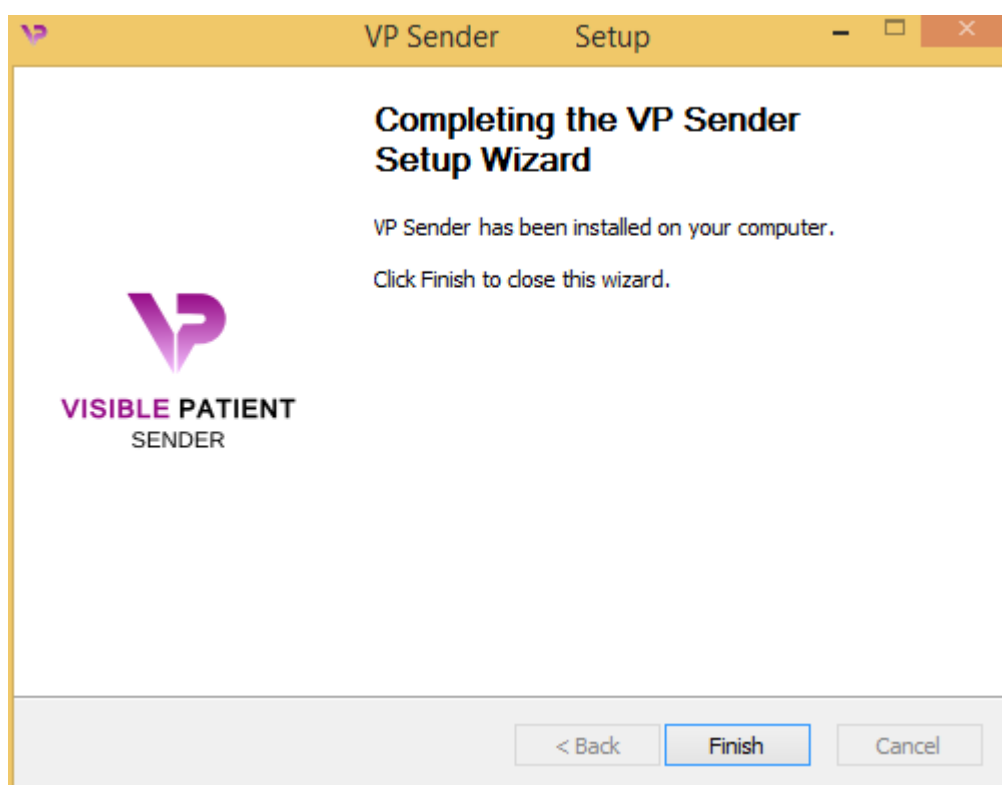 VP Sender Setup
Completing the VP Sender
Setup Wizard
VP Sender has been installed on your computer.
Click Finish to close this wizard.
VP
VISIBLE PATIENT
SENDER
< Back
Finish
Cancel